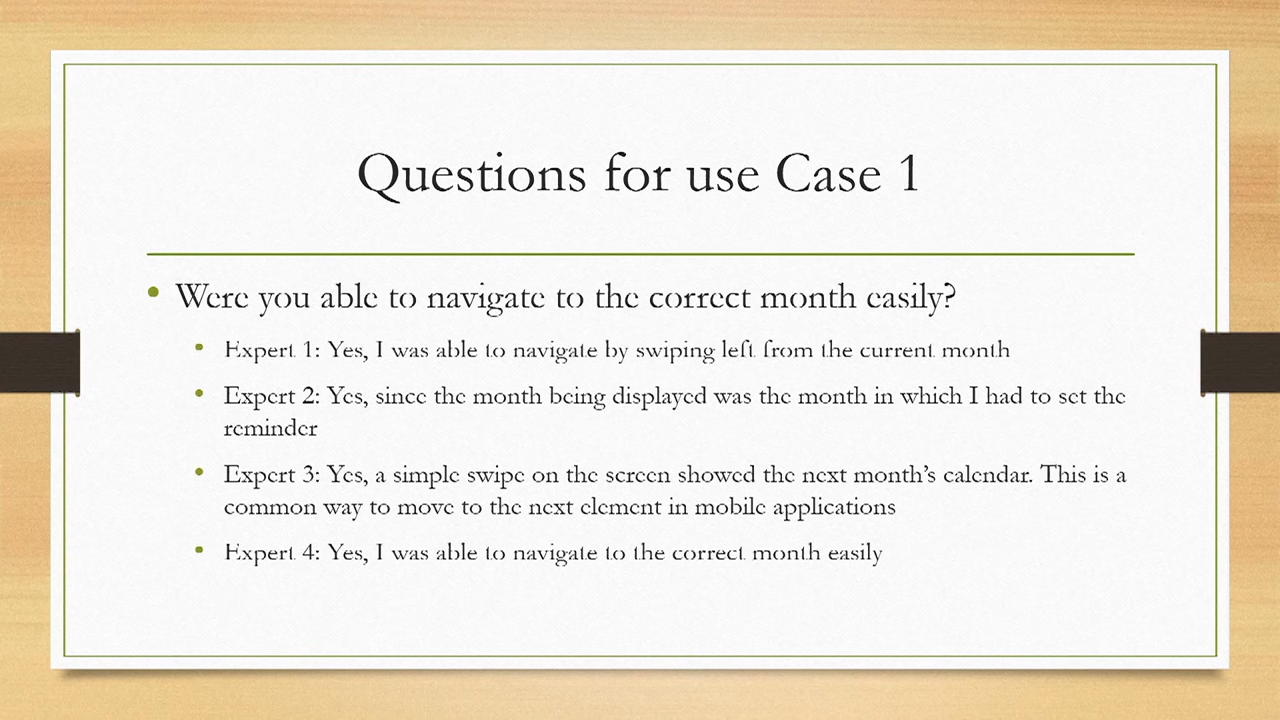 Questions for use Case 1
• Were you able to navigate to the correct month easily?
• Expert 1: Yes, I was able to navigate by swiping left from the current month
• Expert 2: Yes, since the month being displayed was the month in which I had to set the
reminder
• Expert 3: Yes, a simple swipe on the screen showed the next month’s calendar. This is a
common way to move to the next element in mobile applications
• Expert 4: Yes, I was able to navigate to the correct month easily